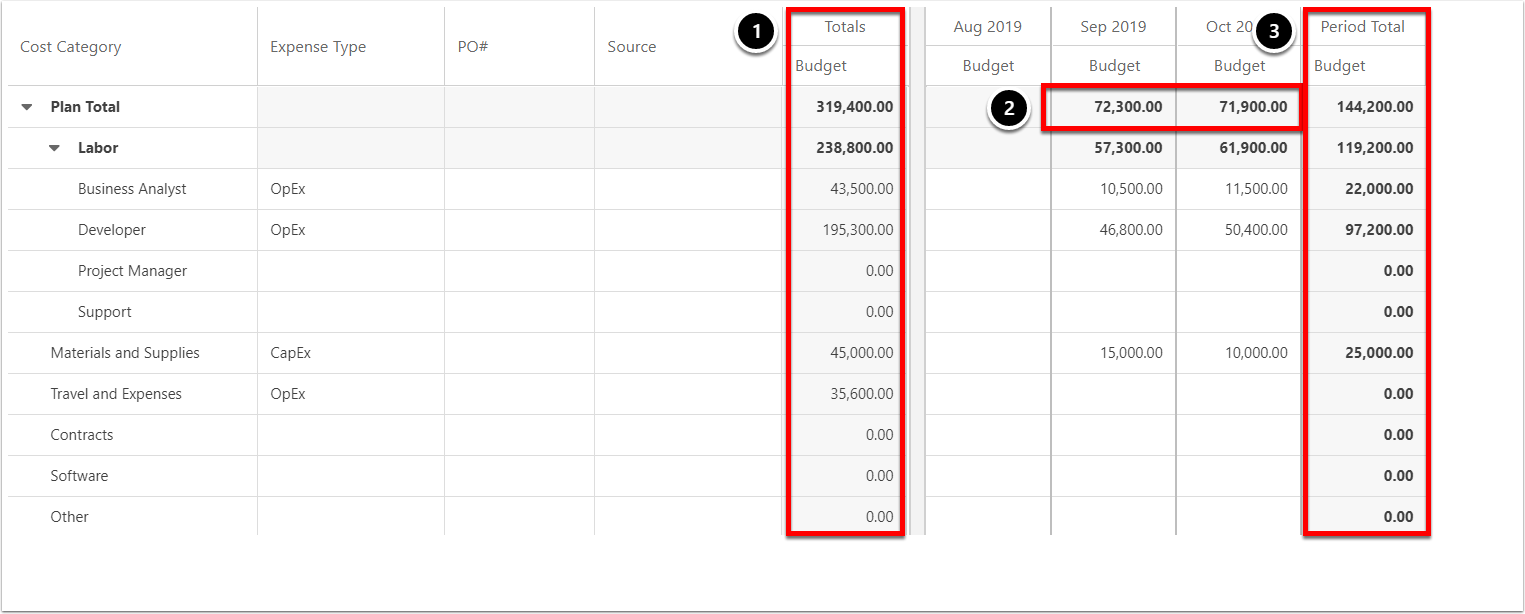 Cost Category Expense Type PO# Source 1 Totals Aug 2019 Sep 2019 Oct 20 3 Period Total
Budget Budget Budget Budget Budget
Plan Total 319,400.00 2 72,300.00 71,900.00 144,200.00
Labor 238,800.00 57,300.00 61,900.00 119,200.00
Business Analyst OpEx 43,500.00 10,500.00 11,500.00 22,000.00
Developer OpEx 195,300.00 46,800.00 50,400.00 97,200.00
Project Manager 0.00 0.00
Support 0.00 0.00
Materials and Supplies CapEx 45,000.00 15,000.00 10,000.00 25,000.00
Travel and Expenses OpEx 35,600.00 0.00
Contracts 0.00 0.00
Software 0.00 0.00
Other 0.00 0.00